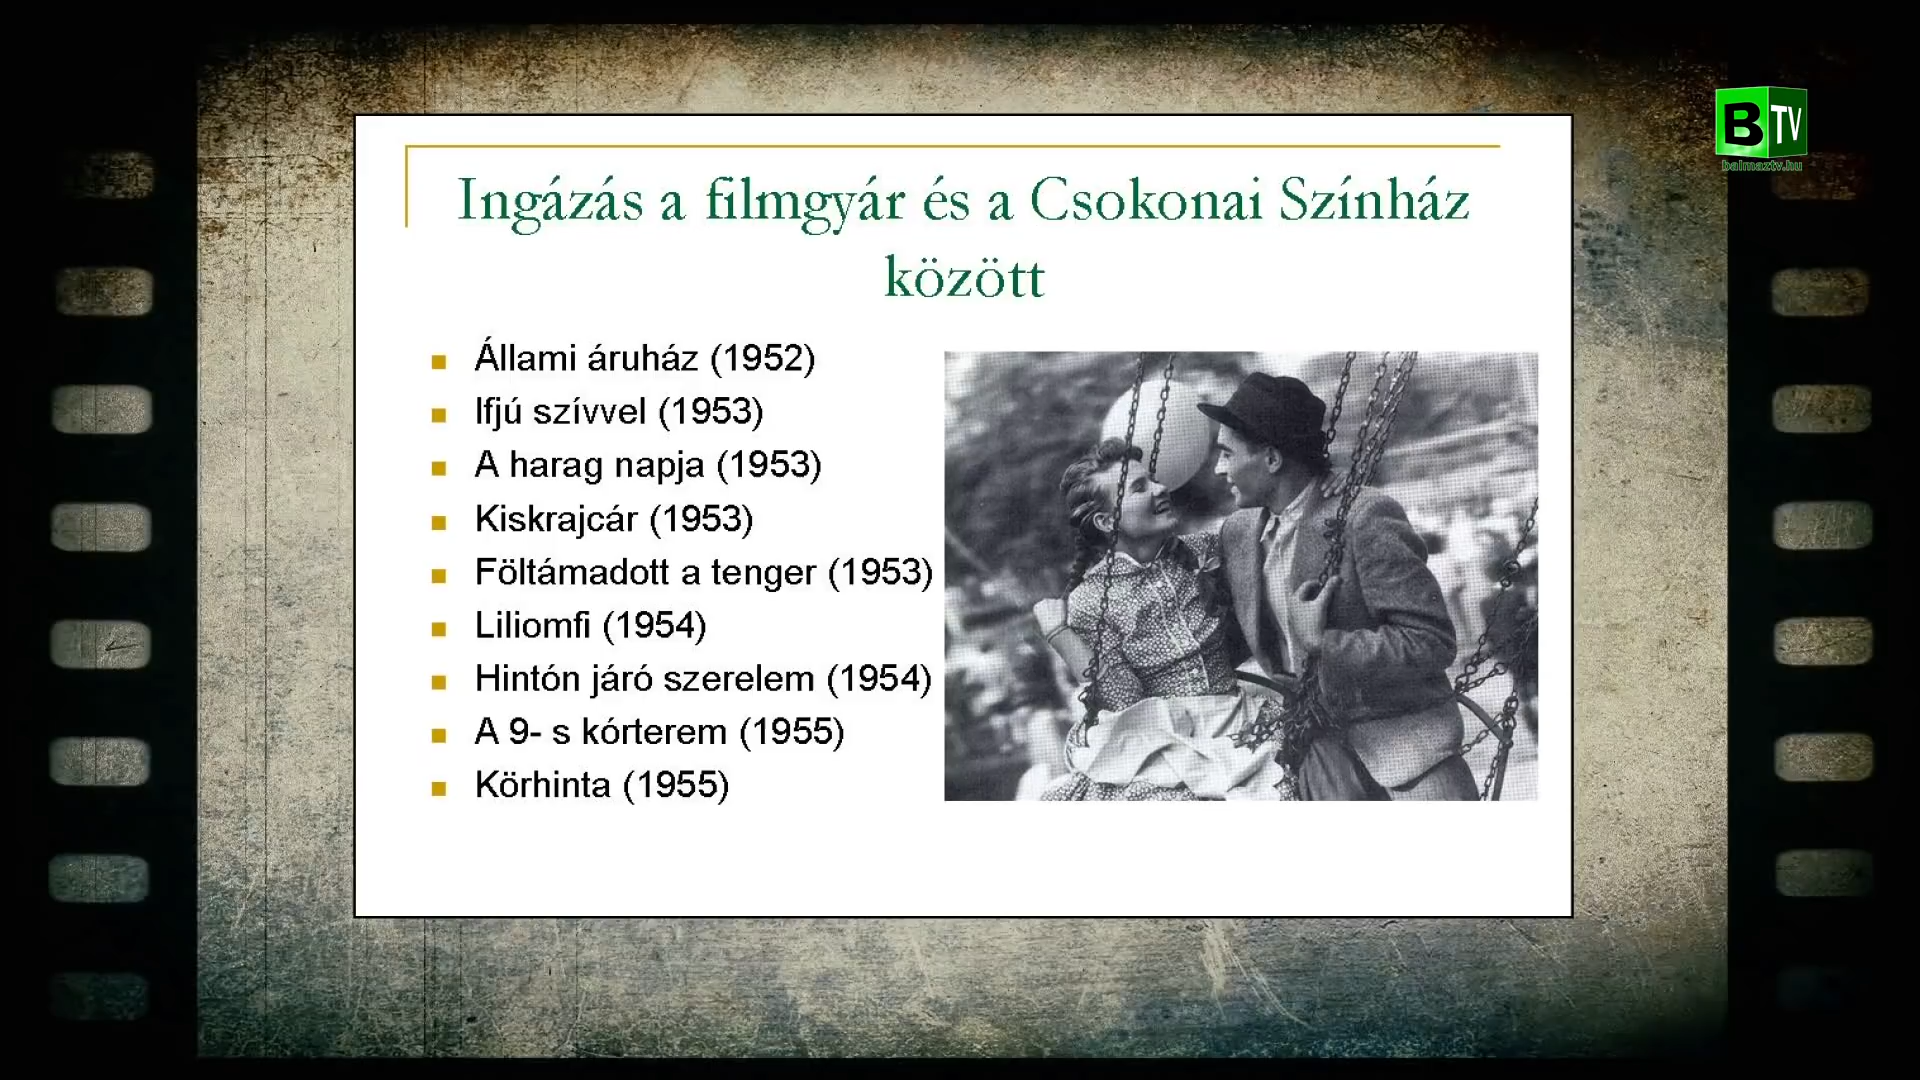 B TV
balmaztv.hu
Ingázás a filmgyár és a Csokonai Színház
között
Állami áruház (1952)
Ifjú szívvel (1953)
A harag napja (1953)
Kiskrajcár (1953)
Föltámadott a tenger (1953)
Liliomfi (1954)
Hintón járó szerelem (1954)
A 9- s kórterem (1955)
Körhinta (1955)